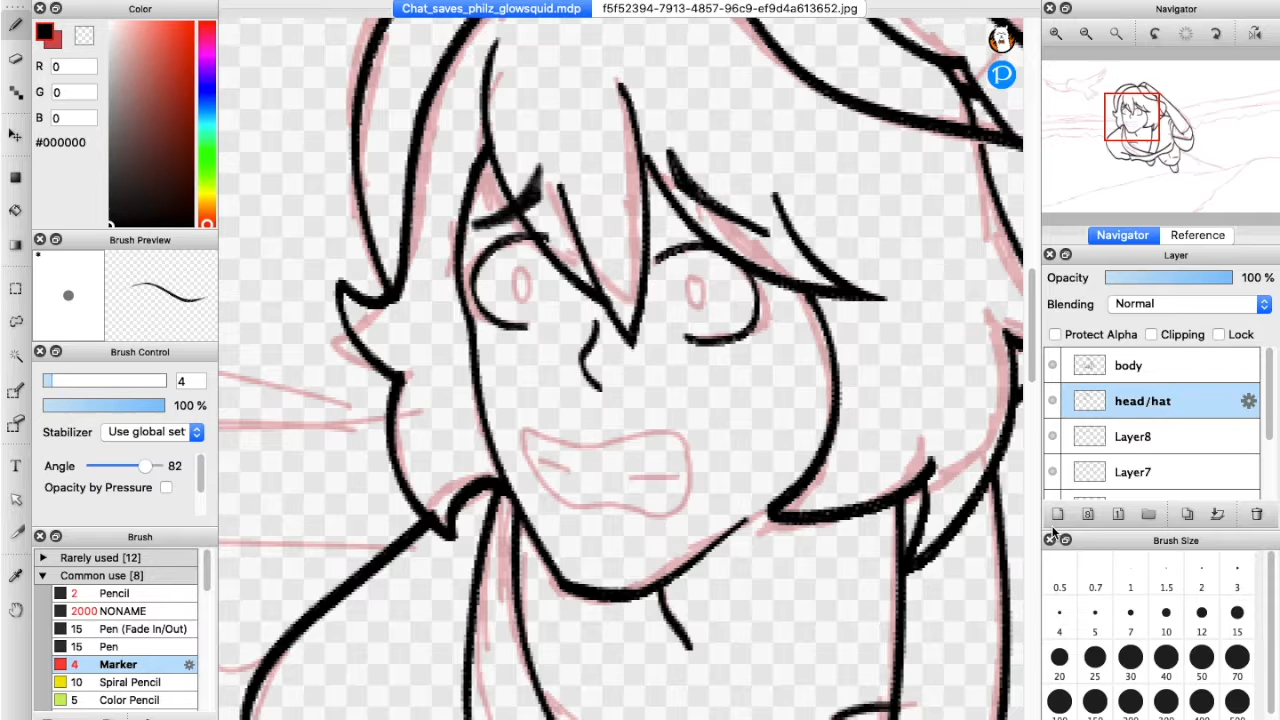 Color
Chat_saves_philz_glowsquid.mdp
f5f52394-7913-4857-96c9-ef9d4a613652.jpg
Navigator
R 0
G 0
B 0
#000000
Brush Preview
Navigator
Reference
Layer
Opacity 100 %
Blending Normal
Protect Alpha Clipping Lock
body
head/hat
Layer8
Layer7
Brush Control
4
100 %
Stabilizer Use global set
Angle 82
Opacity by Pressure
8
1
T
Brush
Rarely used [12]
Common use [8]
2 Pencil
2000 NONAME
15 Pen (Fade In/Out)
15 Pen
4 Marker
10 Spiral Pencil
5 Color Pencil
Brush Size
0.5 0.7 1 1.5 2 3
4 5 7 10 12 15
20 25 30 40 50 70